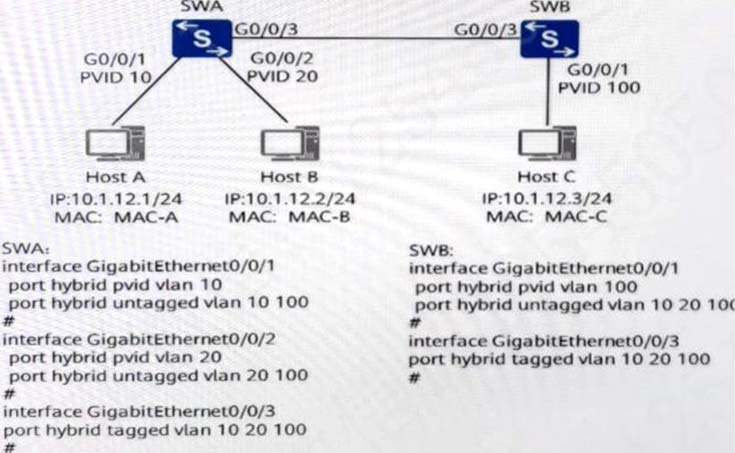 SWA
SWB
S
G0/0/3
G0/0/3
S
G0/0/1
PVID 10
G0/0/2
PVID 20
G0/0/1
PVID 100
Host A
Host B
Host C
IP:10.1.12.1/24
MAC: MAC-A
IP:10.1.12.2/24
MAC: MAC-B
IP:10.1.12.3/24
MAC: MAC-C
SWA:
interface GigabitEthernet0/0/1
port hybrid pvid vlan 10
port hybrid untagged vlan 10 100
#
interface GigabitEthernet0/0/2
port hybrid pvid vlan 20
port hybrid untagged vlan 20 100
#
interface GigabitEthernet0/0/3
port hybrid tagged vlan 10 20 100
#
SWB:
interface GigabitEthernet0/0/1
port hybrid pvid vlan 100
port hybrid untagged vlan 10 20 100
#
interface GigabitEthernet0/0/3
port hybrid tagged vlan 10 20 100
#